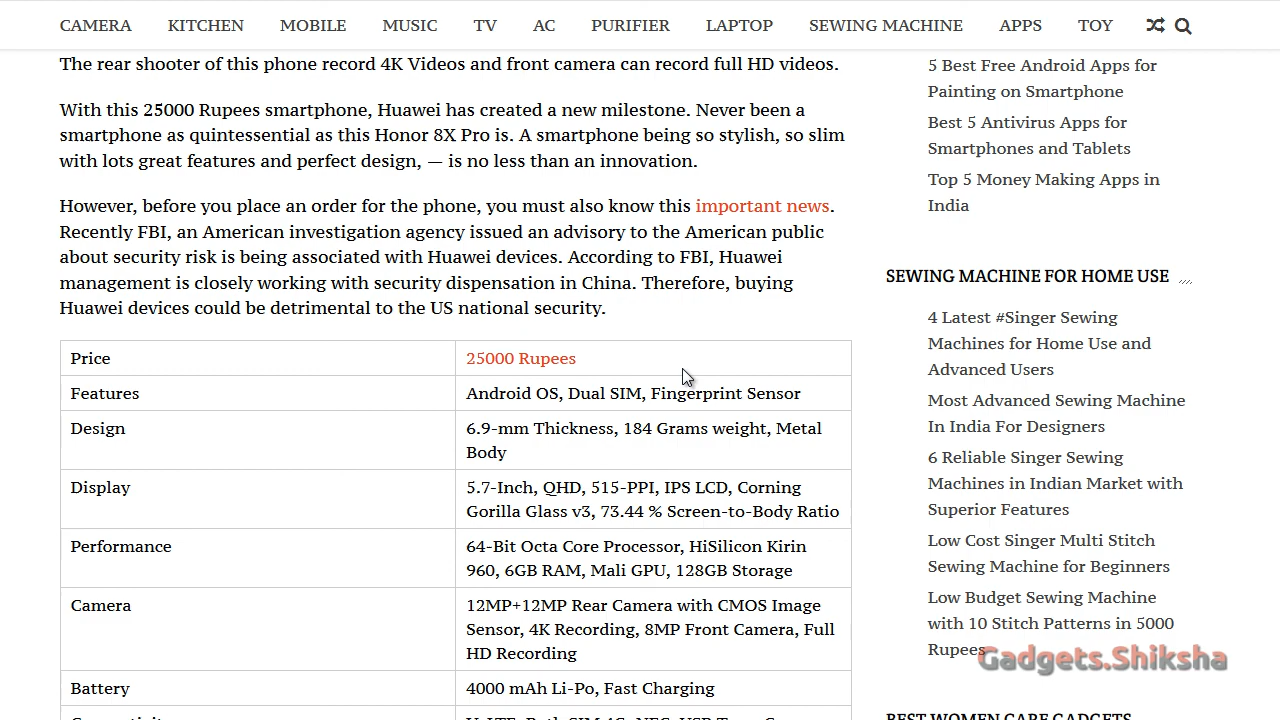 CAMERA KITCHEN MOBILE MUSIC TV AC PURIFIER LAPTOP SEWING MACHINE APPS TOY
The rear shooter of this phone record 4K Videos and front camera can record full HD videos.
With this 25000 Rupees smartphone, Huawei has created a new milestone. Never been a
smartphone as quintessential as this Honor 8X Pro is. A smartphone being so stylish, so slim
with lots great features and perfect design, — is no less than an innovation.
However, before you place an order for the phone, you must also know this important news.
Recently FBI, an American investigation agency issued an advisory to the American public
about security risk is being associated with Huawei devices. According to FBI, Huawei
management is closely working with security dispensation in China. Therefore, buying
Huawei devices could be detrimental to the US national security.
Price 25000 Rupees
Features Android OS, Dual SIM, Fingerprint Sensor
Design 6.9-mm Thickness, 184 Grams weight, Metal
Body
Display 5.7-Inch, QHD, 515-PPI, IPS LCD, Corning
Gorilla Glass v3, 73.44 % Screen-to-Body Ratio
Performance 64-Bit Octa Core Processor, HiSilicon Kirin
960, 6GB RAM, Mali GPU, 128GB Storage
Camera 12MP+12MP Rear Camera with CMOS Image
Sensor, 4K Recording, 8MP Front Camera, Full
HD Recording
Battery 4000 mAh Li-Po, Fast Charging
5 Best Free Android Apps for
Painting on Smartphone
Best 5 Antivirus Apps for
Smartphones and Tablets
Top 5 Money Making Apps in
India
SEWING MACHINE FOR HOME USE
4 Latest #Singer Sewing
Machines for Home Use and
Advanced Users
Most Advanced Sewing Machine
In India For Designers
6 Reliable Singer Sewing
Machines in Indian Market with
Superior Features
Low Cost Singer Multi Stitch
Sewing Machine for Beginners
Low Budget Sewing Machine
with 10 Stitch Patterns in 5000
Rupees
Gadgets.Shiksha
BEST WOMEN CARE GADGETS